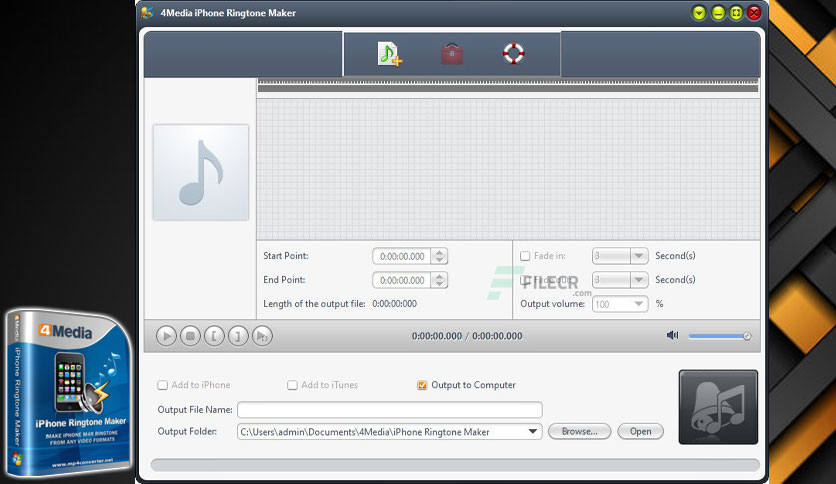 4Media iPhone Ringtone Maker
Start Point: 0:00:00.000
Fade in: 3 Second(s)
End Point: 0:00:00.000
3 Second(s)
FILECR
.com
Length of the output file: 0:00:00:000
Output volume: 100 %
0:00:00.000 / 0:00:00.000
Add to iPhone
Add to iTunes
Output to Computer
Output File Name:
Output Folder: C:\Users\admin\Documents\4Media\iPhone Ringtone Maker Browse... Open
4Media
iPhone Ringtone Maker
4Media
iPhone Ringtone Maker
MAKE IPHONE M4R RINGTONE
FROM ANY VIDEO FORMATS
www.mp4converter.net